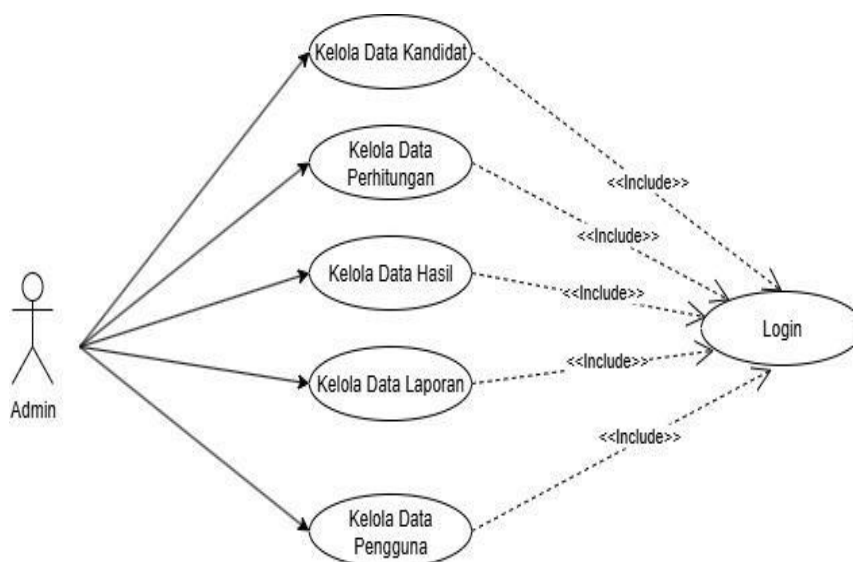 Kelola Data Kandidat
<<Include>>
Kelola Data
Perhitungan
<<Include>>
Kelola Data Hasil
<<Include>>
Login
Admin
Kelola Data Laporan
<<Include>>
<<Include>>
Kelola Data
Pengguna